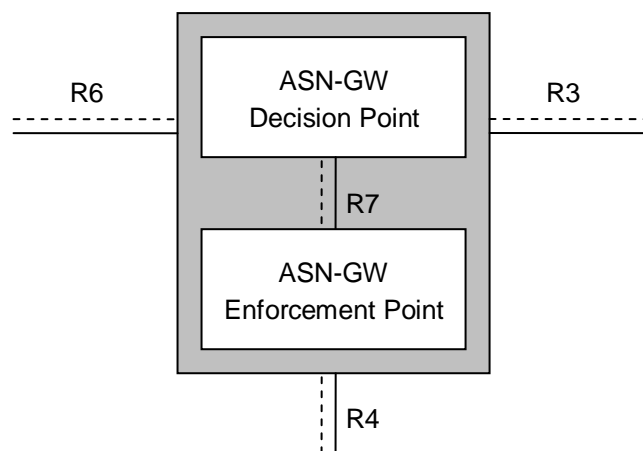 R6
ASN-GW
Decision Point
R3
R7
ASN-GW
Enforcement Point
R4